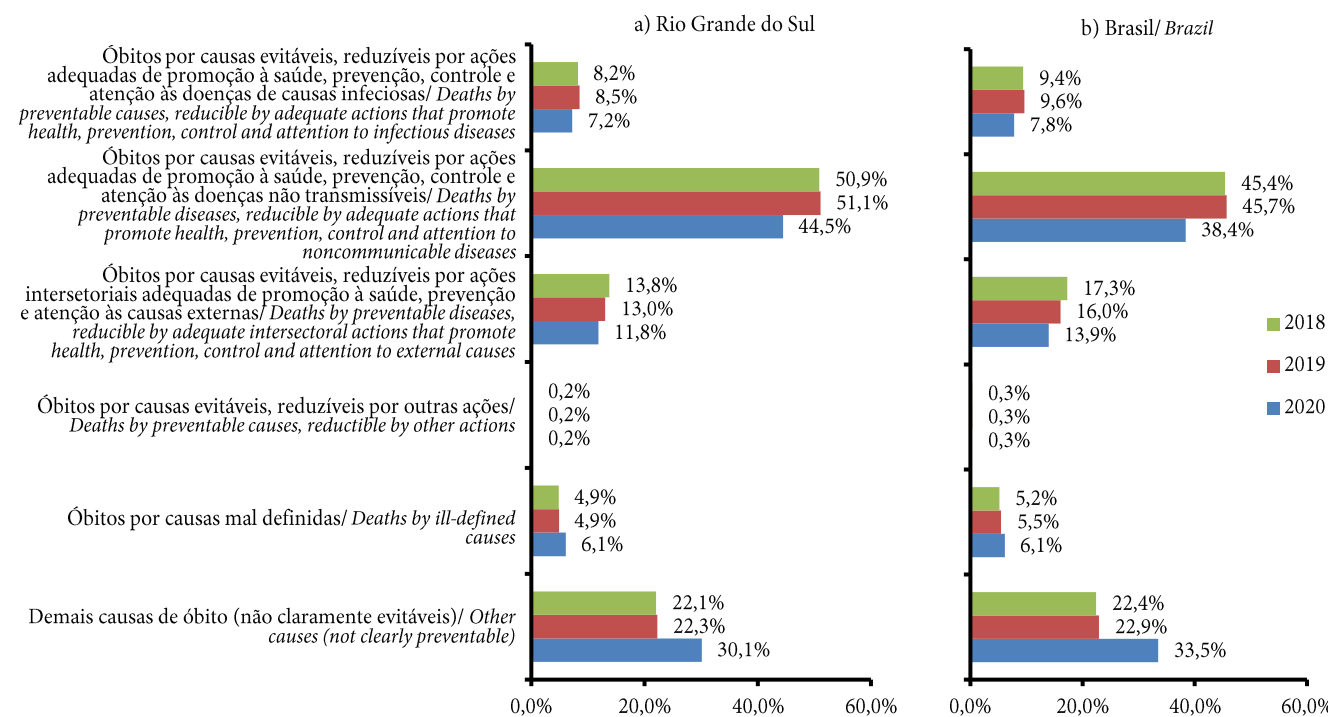 a) Rio Grande do Sul
b) Brasil/ Brazil
Óbitos por causas evitáveis, reduzíveis por ações
adequadas de promoção à saúde, prevenção, controle e
atenção às doenças de causas infeciosas/ Deaths by
preventable causes, reducible by adequate actions that promote
health, prevention, control and attention to infectious diseases
8,2%
8,5%
7,2%
9,4%
9,6%
7,8%
Óbitos por causas evitáveis, reduzíveis por ações
adequadas de promoção à saúde, prevenção, controle e
atenção às doenças não transmissíveis/ Deaths by
preventable diseases, reducible by adequate actions that
promote health, prevention, control and attention to
noncommunicable diseases
50,9%
51,1%
44,5%
45,4%
45,7%
38,4%
Óbitos por causas evitáveis, reduzíveis por ações
intersetoriais adequadas de promoção à saúde, prevenção
e atenção às causas externas/ Deaths by preventable diseases,
reducible by adequate intersectoral actions that promote
health, prevention, control and attention to external causes
13,8%
13,0%
11,8%
17,3%
16,0%
13,9%
2018
2019
2020
Óbitos por causas evitáveis, reduzíveis por outras ações/
Deaths by preventable causes, reductible by other actions
0,2%
0,2%
0,2%
0,3%
0,3%
0,3%
Óbitos por causas mal definidas/ Deaths by ill-defined
causes
4,9%
4,9%
6,1%
5,2%
5,5%
6,1%
Demais causas de óbito (não claramente evitáveis)/ Other
causes (not clearly preventable)
22,1%
22,3%
30,1%
22,4%
22,9%
33,5%
0,0% 20,0% 40,0% 60,0%
0,0% 20,0% 40,0% 60,0%